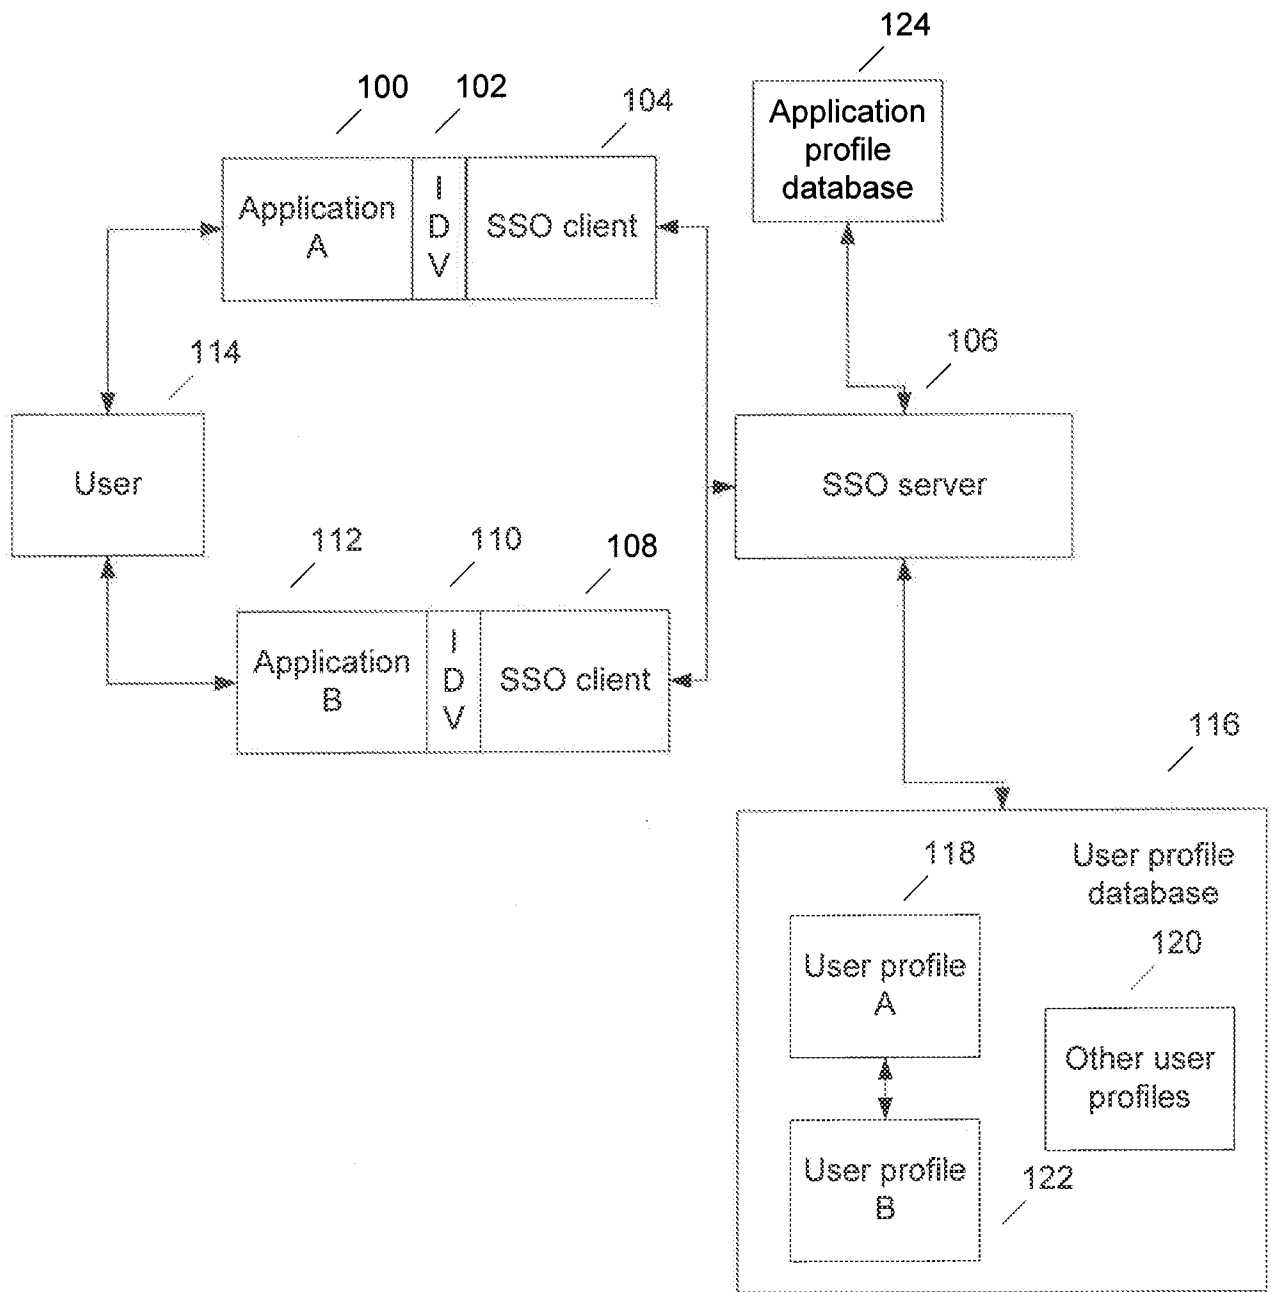 124
100
102
104
Application
profile
database
Application
A
I
D
V
SSO client
114
106
User
SSO server
112
110
108
Application
B
I
D
V
SSO client
116
118
User profile
database
120
User profile
A
Other user
profiles
User profile
B
122